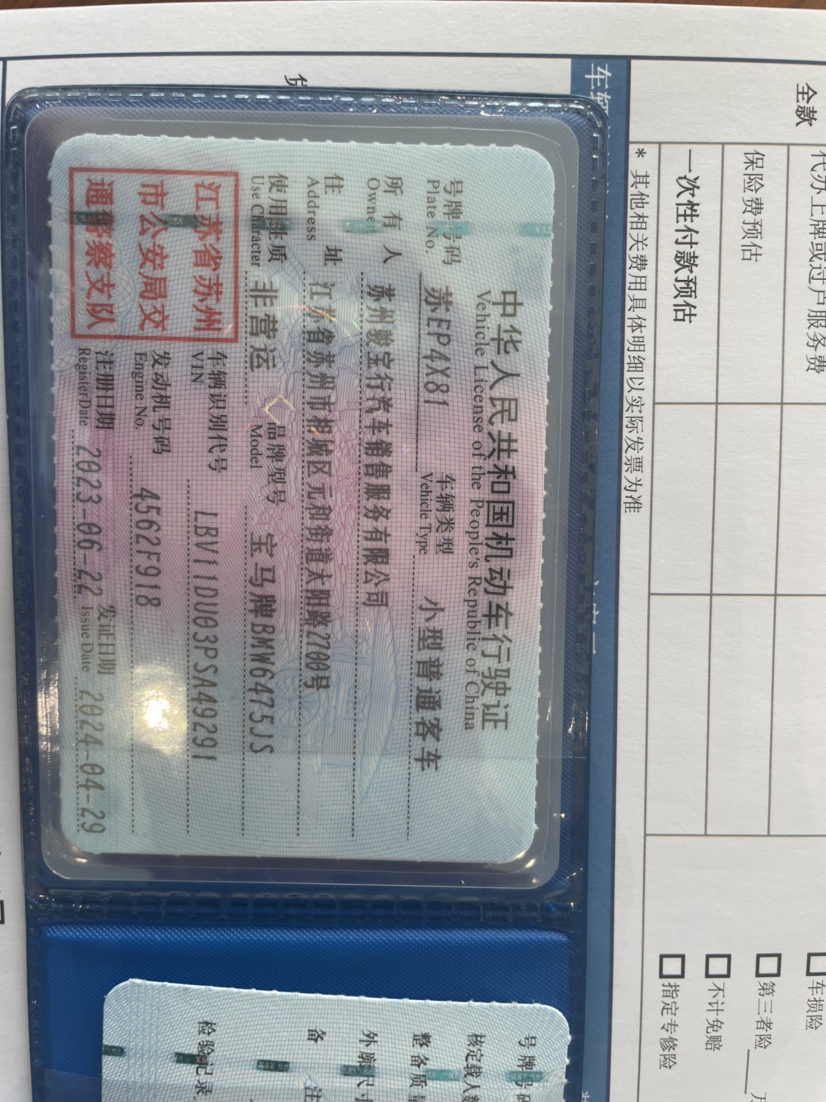 全款
代办上牌或过户服务费
保险费预估
一次性付款预估
* 其他相关费用具体明细以实际发票为准
车损险
第三者险 万
不计免赔
指定专修险
中华人民共和国机动车行驶证
Vehicle License of the People's Republic of China
号牌号码 苏EP4X81 车辆类型 小型普通客车
Plate No. Vehicle Type
所有人 苏州骏宝行汽车销售服务有限公司
Owner
住址 江苏省苏州市相城区元和街道太阳路2700号
Address
使用性质 非营运 品牌型号 宝马牌BMW6475JS
Use Character Model
江苏省苏州
市公安局交
通警察支队
车辆识别代号 LBV11DU03PSA49291
VIN
发动机号码 4562F918
Engine No.
注册日期 2023-06-22 发证日期 2024-04-29
Register Date Issue Date
号牌号码
核定载人数
整备质量
外廓尺寸
备注
检验记录